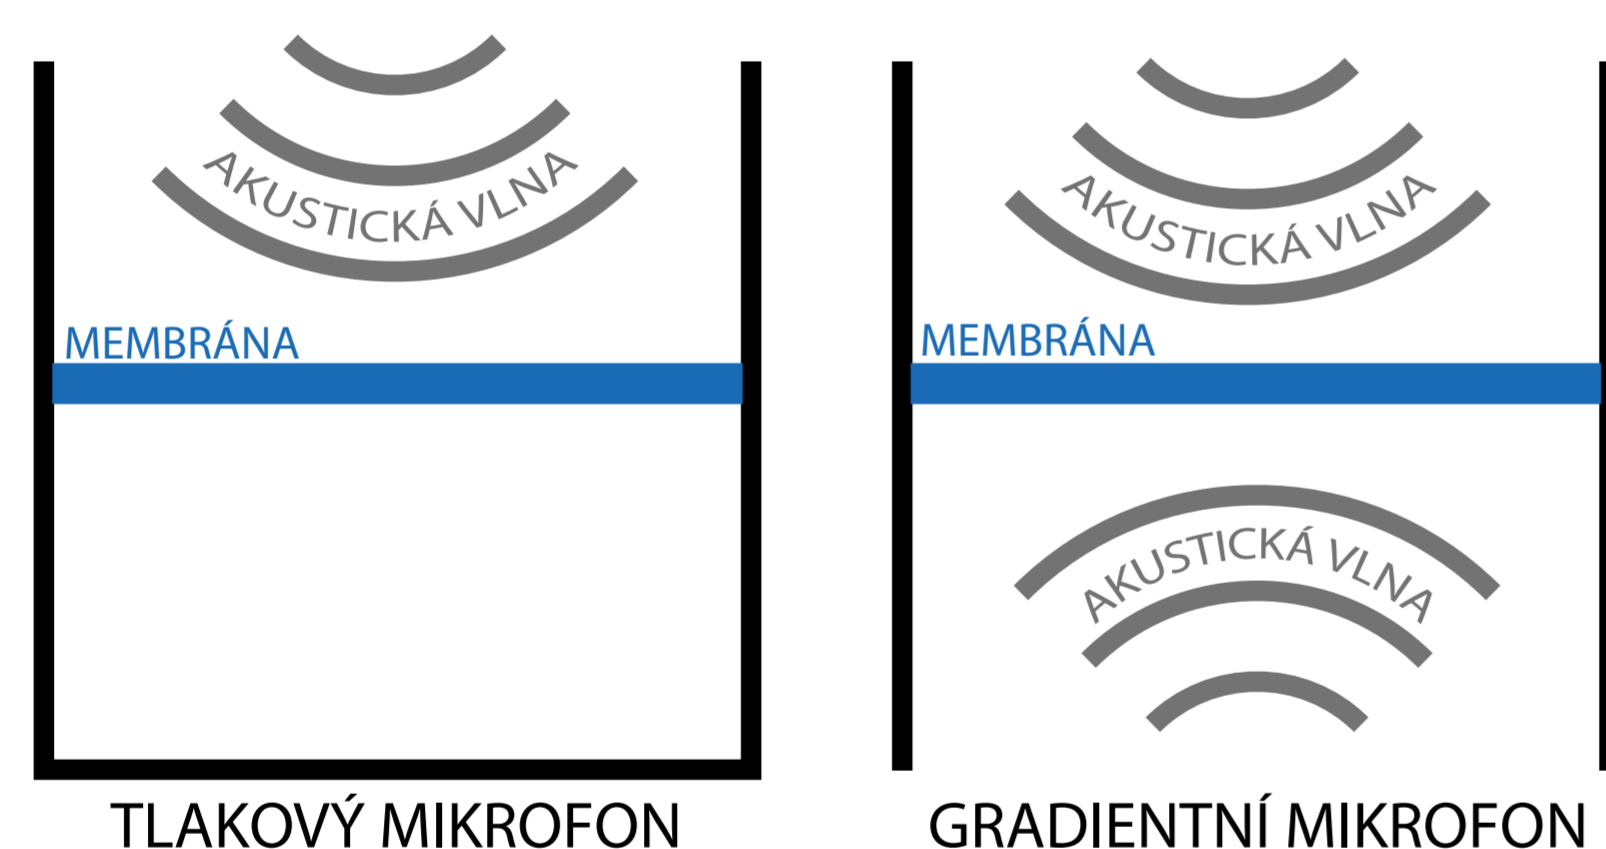 AKUSTICKÁ VLNA
MEMBRÁNA
TLAKOVÝ MIKROFON
AKUSTICKÁ VLNA
MEMBRÁNA
AKUSTICKÁ VLNA
GRADIENTNÍ MIKROFON